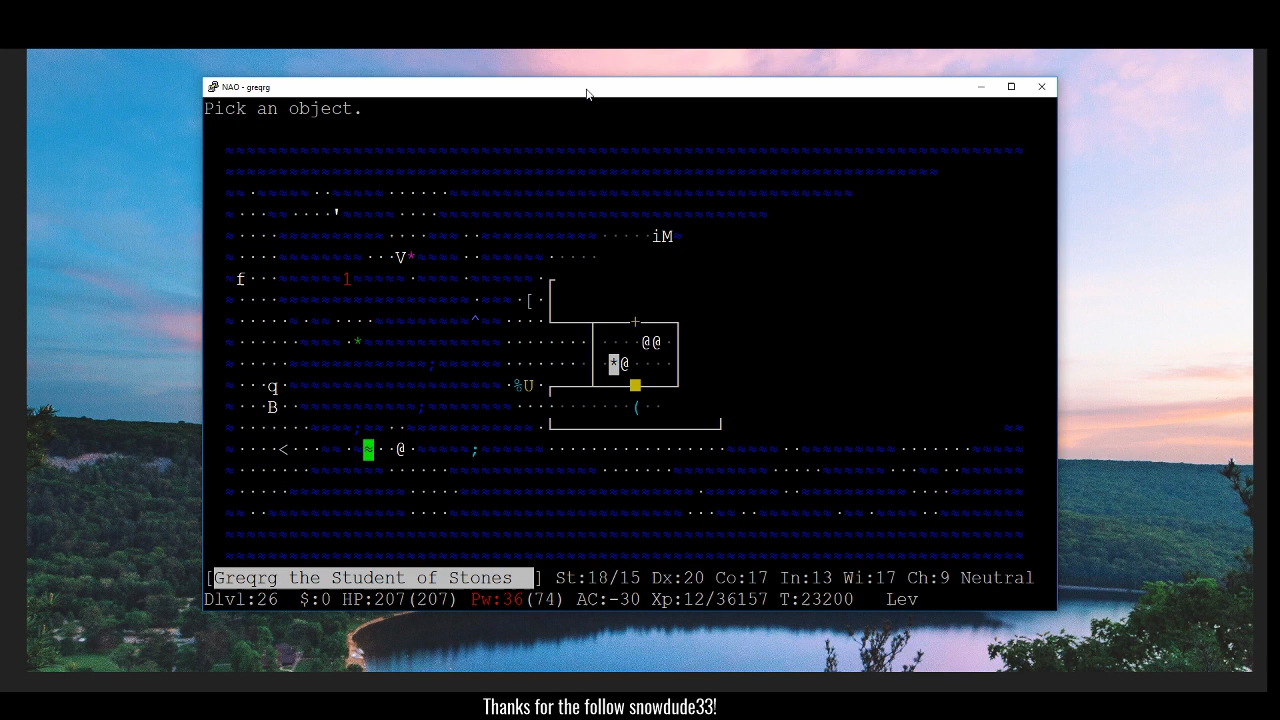 NAO - greqrg
Pick an object.
[Greqrg the Student of Stones ] St:18/15 Dx:20 Co:17 In:13 Wi:17 Ch:9 Neutral
Dlvl:26 $:0 HP:207(207) Pw:36(74) AC:-30 Xp:12/36157 T:23200 Lev
Thanks for the follow snowdude33!